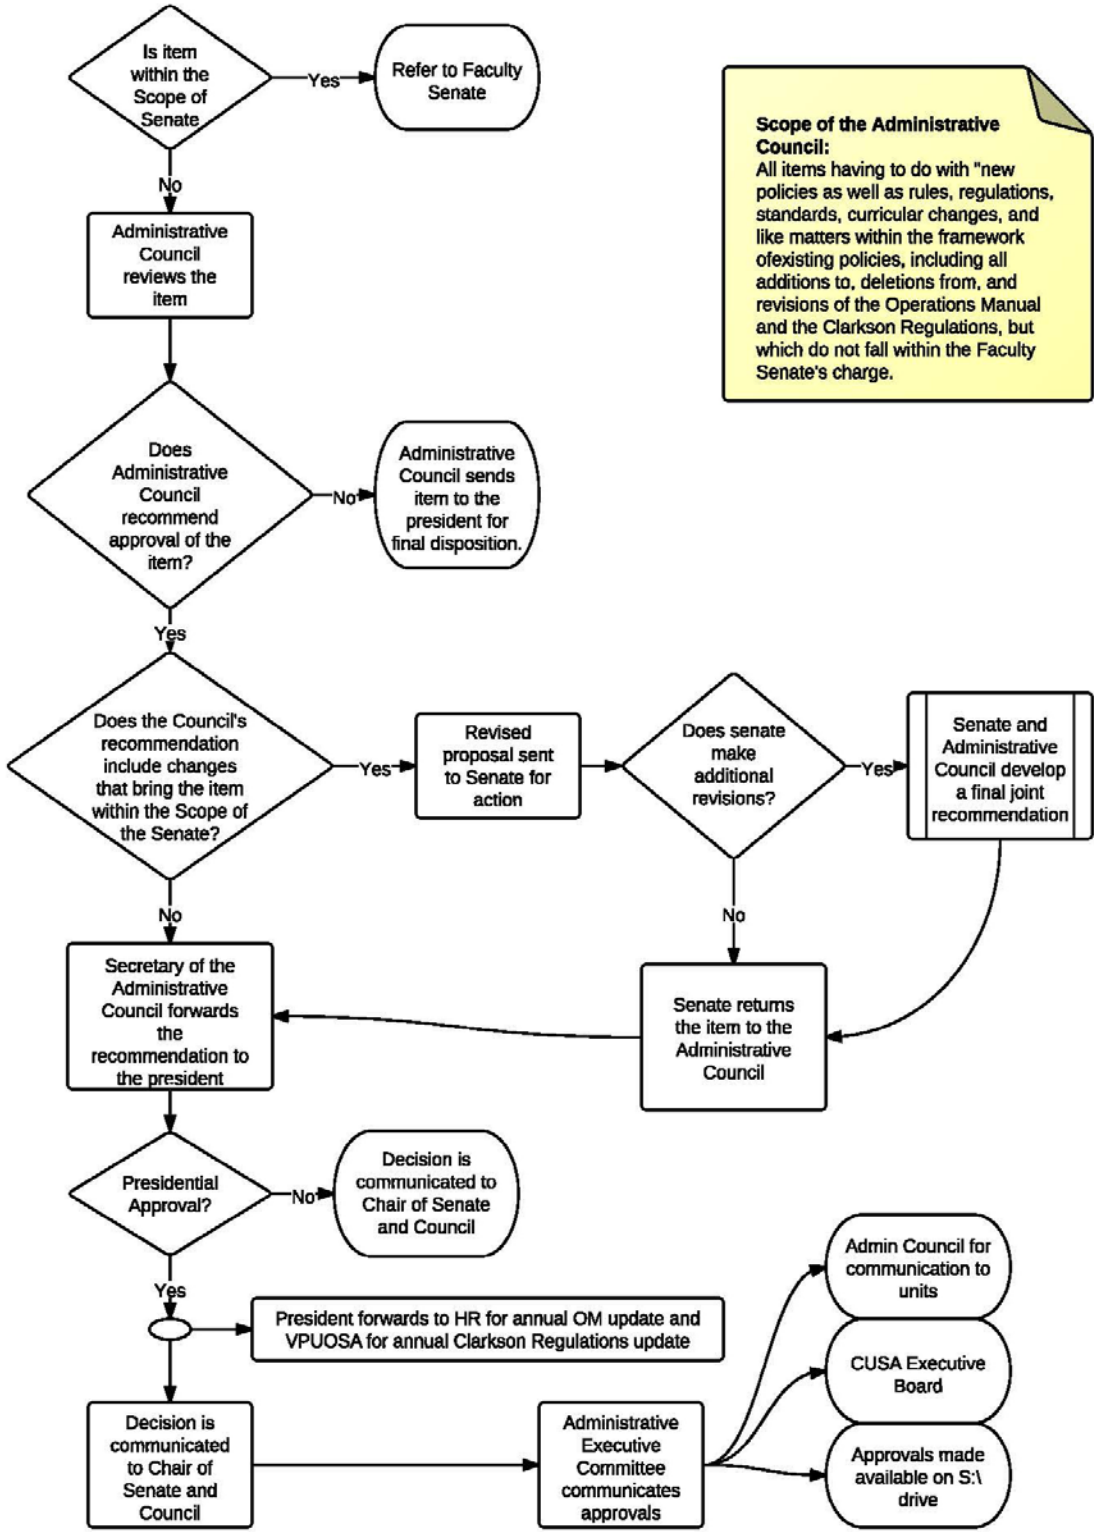 Is item
within the
Scope of
Senate
Yes
Refer to Faculty
Senate
No
Scope of the Administrative
Council:
All items having to do with "new
policies as well as rules, regulations,
standards, curricular changes, and
like matters within the framework
ofexisting policies, including all
additions to, deletions from, and
revisions of the Operations Manual
and the Clarkson Regulations, but
which do not fall within the Faculty
Senate's charge.
Administrative
Council
reviews the
item
Does
Administrative
Council
recommend
approval of the
item?
No
Administrative
Council sends
item to the
president for
final disposition.
Yes
Does the Council's
recommendation
include changes
that bring the item
within the Scope of
the Senate?
Yes
Revised
proposal sent
to Senate for
action
Does senate
make
additional
revisions?
Yes
Senate and
Administrative
Council develop
a final joint
recommendation
No
No
Secretary of the
Administrative
Council forwards
the
recommendation to
the president
Senate returns
the item to the
Administrative
Council
Presidential
Approval?
No
Decision is
communicated to
Chair of Senate
and Council
Yes
President forwards to HR for annual OM update and
VPUOSA for annual Clarkson Regulations update
Decision is
communicated
to Chair of
Senate and
Council
Administrative
Executive
Committee
communicates
approvals
Admin Council for
communication to
units
CUSA Executive
Board
Approvals made
available on S:\
drive